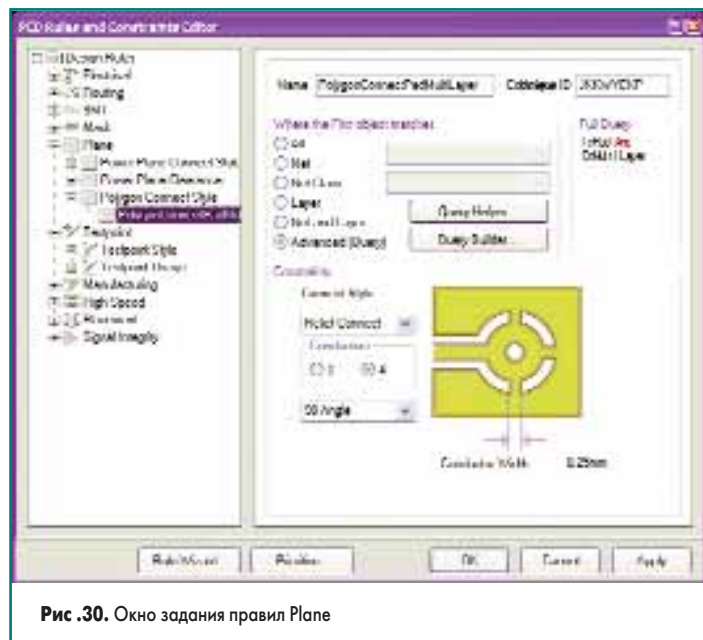 PCD Rules and Constraints Editor
Design Rules
Electrical
Routing
SMT
Mask
Plane
Power Plane Connect Style
Power Plane Clearance
Polygon Connect Style
Testpoint
Testpoint Style
Testpoint Usage
Manufacturing
High Speed
Placement
Signal Integrity
Name PolygonConnectPadMultiLayer
Where the First object matches
All
Net
Net Class
Layer
Net and Layer
Advanced (Query)
Query Helper
Query Builder
Full Query
Constraints
Connect Style
Relief Connect
Conductors
2 4
90 Angle
Conductor Width 0.25mm
Rule Wizard
Priorities
OK
Cancel
Apply
Рис .30. Окно задания правил Plane